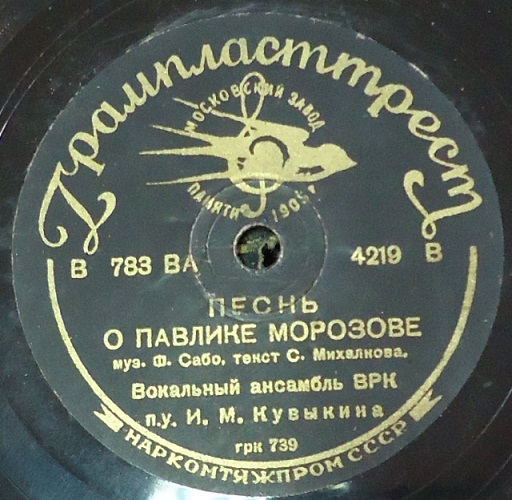 Грампласттрест
МОСКОВСКИЙ ЗАВОД
ПАМЯТИ 1905 г
В 783 ВА 4219 В
ПЕСНЬ
О ПАВЛИКЕ МОРОЗОВЕ
муз. Ф. Сабо, текст С. Михалкова.
Вокальный ансамбль ВРК
п.у. И. М. Кувыкина
грк 739
НАРКОМТЯЖПРОМ СССР